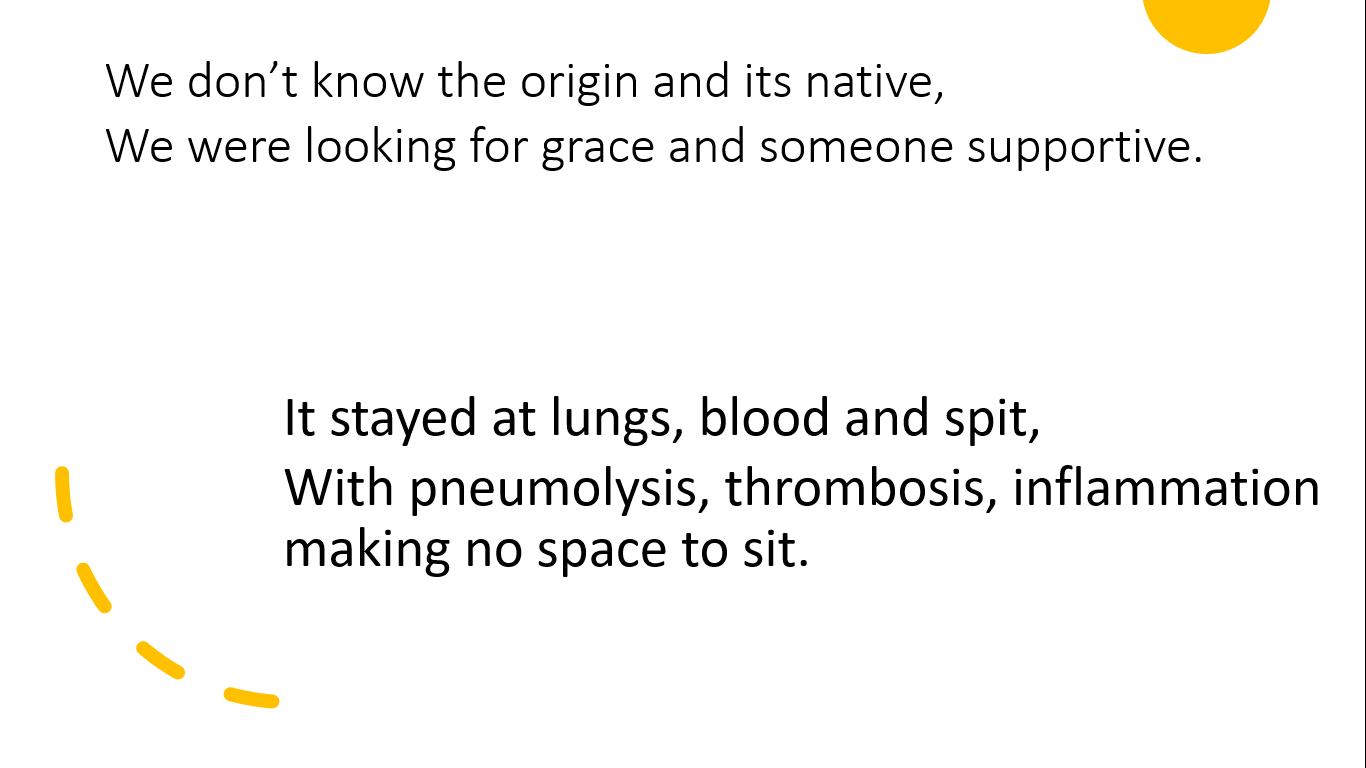 We don’t know the origin and its native,
We were looking for grace and someone supportive.
It stayed at lungs, blood and spit,
With pneumolysis, thrombosis, inflammation
making no space to sit.